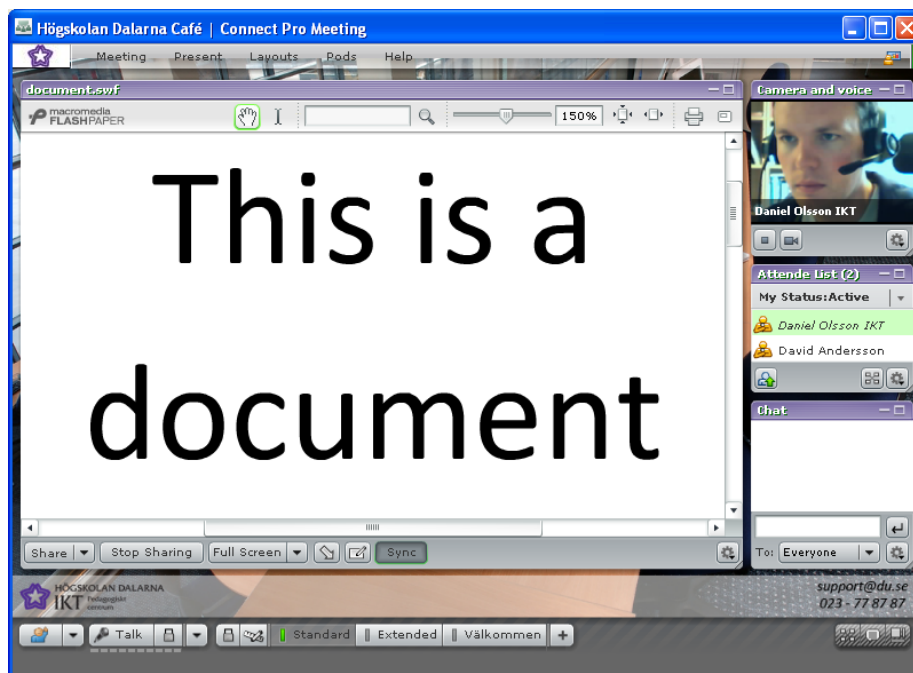 Högskolan Dalarna Café | Connect Pro Meeting
Meeting Present Layouts Pods Help
document.swf
macromedia
FLASHPAPER
150%
This is a
document
Share Stop Sharing Full Screen Sync
Camera and voice
Daniel Olsson IKT
Attende List (2)
My Status:Active
Daniel Olsson IKT
David Andersson
Chat
To: Everyone
HÖGSKOLAN DALARNA
IKT Pedagogiskt
centrum
support@du.se
023 - 77 87 87
Talk Standard Extended Välkommen +